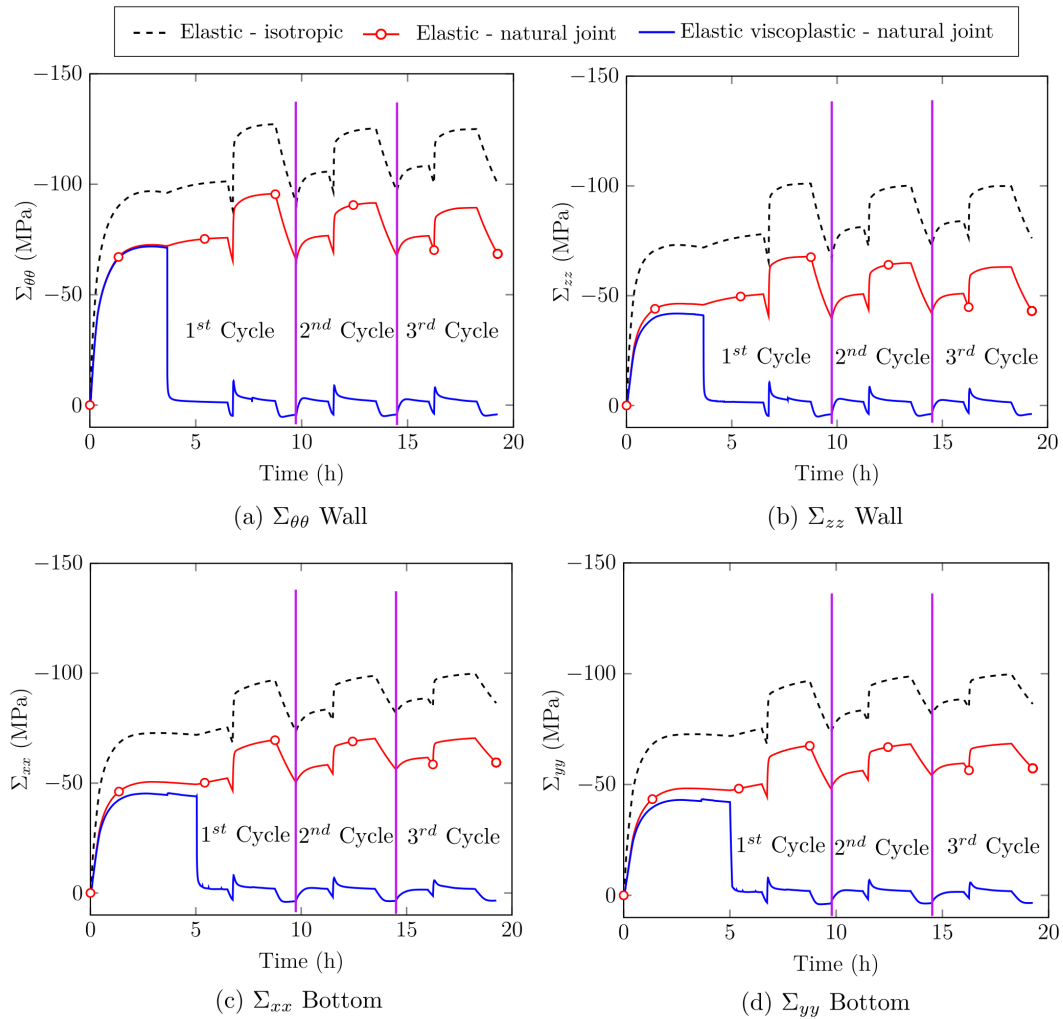 Elastic - isotropic Elastic - natural joint Elastic viscoplastic - natural joint
−150
−100
−50
0
Σθθ (MPa)
1st Cycle 2nd Cycle 3rd Cycle
0 5 10 15 20
Time (h)
(a) Σθθ Wall
−150
−100
−50
0
Σzz (MPa)
1st Cycle 2nd Cycle 3rd Cycle
0 5 10 15 20
Time (h)
(b) Σzz Wall
−150
−100
−50
0
Σxx (MPa)
1st Cycle 2nd Cycle 3rd Cycle
0 5 10 15 20
Time (h)
(c) Σxx Bottom
−150
−100
−50
0
Σyy (MPa)
1st Cycle 2nd Cycle 3rd Cycle
0 5 10 15 20
Time (h)
(d) Σyy Bottom